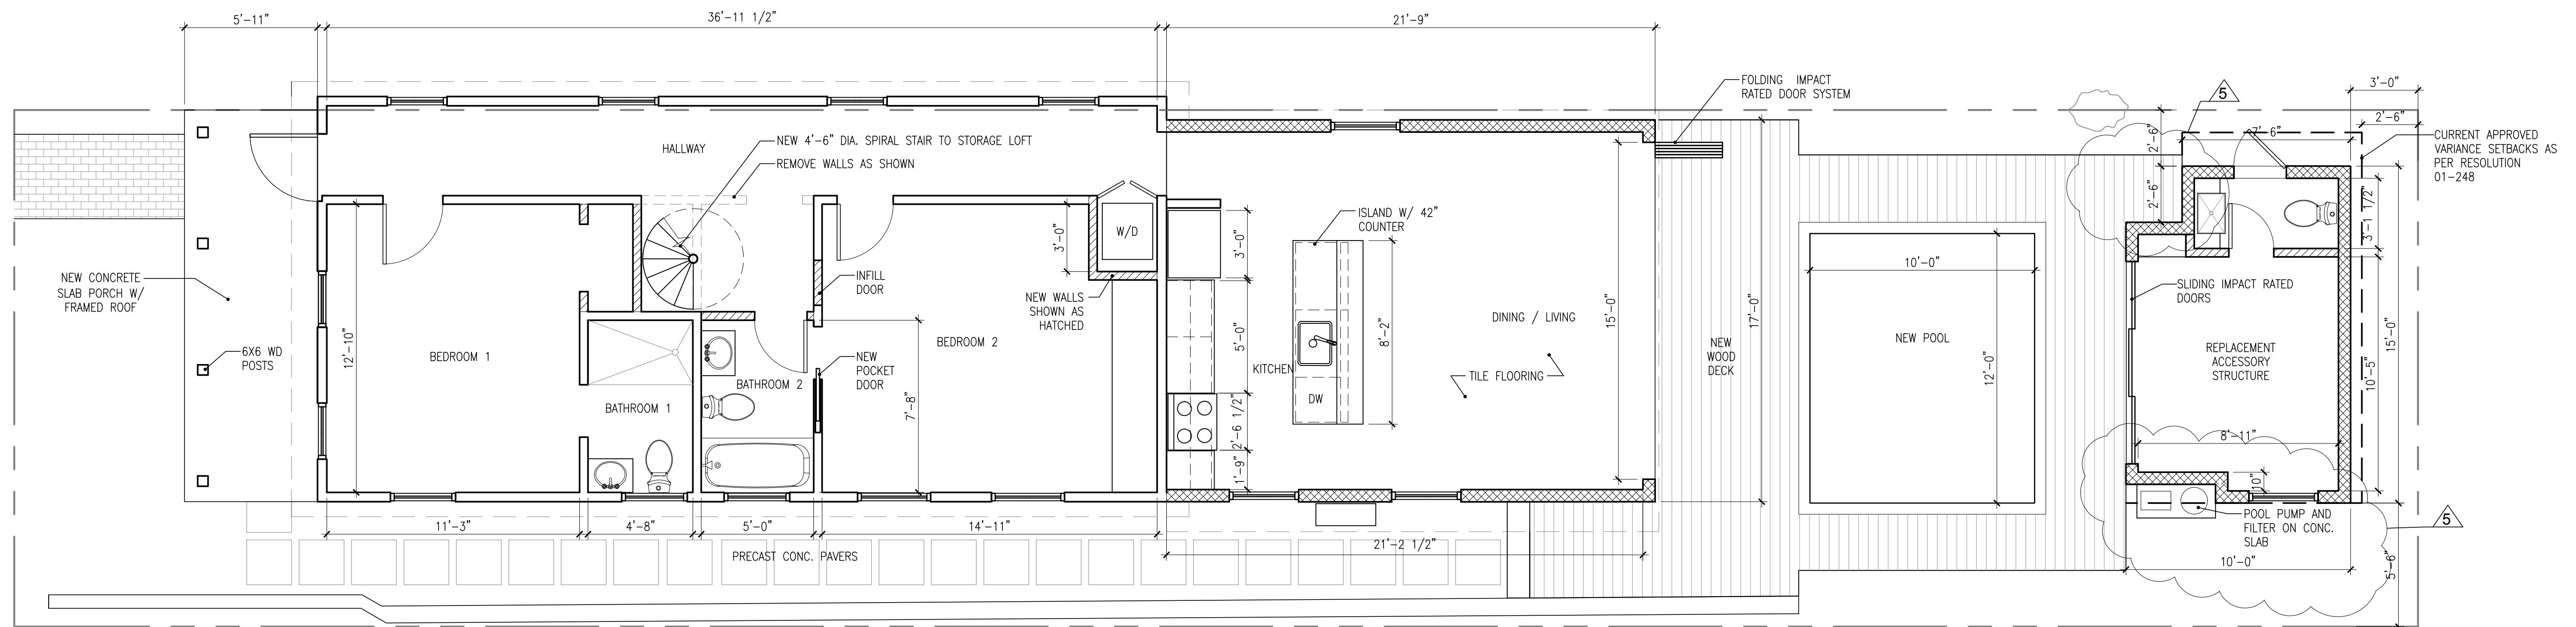 5'-11"
36'-11 1/2"
21'-9"
FOLDING IMPACT
RATED DOOR SYSTEM
5
3'-0"
2'-6"
CURRENT APPROVED
VARIANCE SETBACKS AS
PER RESOLUTION
01-248
2'-6"
7'-6"
2'-6"
3'-1 1/2"
HALLWAY
NEW 4'-6" DIA. SPIRAL STAIR TO STORAGE LOFT
REMOVE WALLS AS SHOWN
W/D
3'-0"
3'-0"
ISLAND W/ 42"
COUNTER
NEW CONCRETE
SLAB PORCH W/
FRAMED ROOF
INFILL
DOOR
NEW WALLS
SHOWN AS
HATCHED
10'-0"
SLIDING IMPACT RATED
DOORS
6X6 WD
POSTS
12'-10"
BEDROOM 1
BATHROOM 1
BATHROOM 2
NEW
POCKET
DOOR
7'-8"
BEDROOM 2
5'-0"
KITCHEN
8'-2"
DW
2'-6 1/2"
1'-9"
DINING / LIVING
TILE FLOORING
15'-0"
NEW
WOOD
DECK
17'-0"
NEW POOL
12'-0"
REPLACEMENT
ACCESSORY
STRUCTURE
10'-5"
15'-0"
8'-11"
10"
POOL PUMP AND
FILTER ON CONC.
SLAB
5
11'-3"
4'-8"
5'-0"
14'-11"
21'-2 1/2"
10'-0"
5'-6"
PRECAST CONC. PAVERS